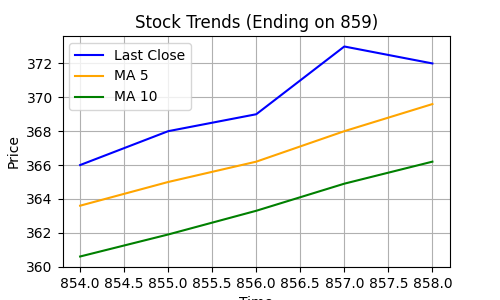 Stock Trends (Ending on 859)
Last Close
MA 5
MA 10
Price
372
370
368
366
364
362
360
854.0 854.5 855.0 855.5 856.0 856.5 857.0 857.5 858.0
Time